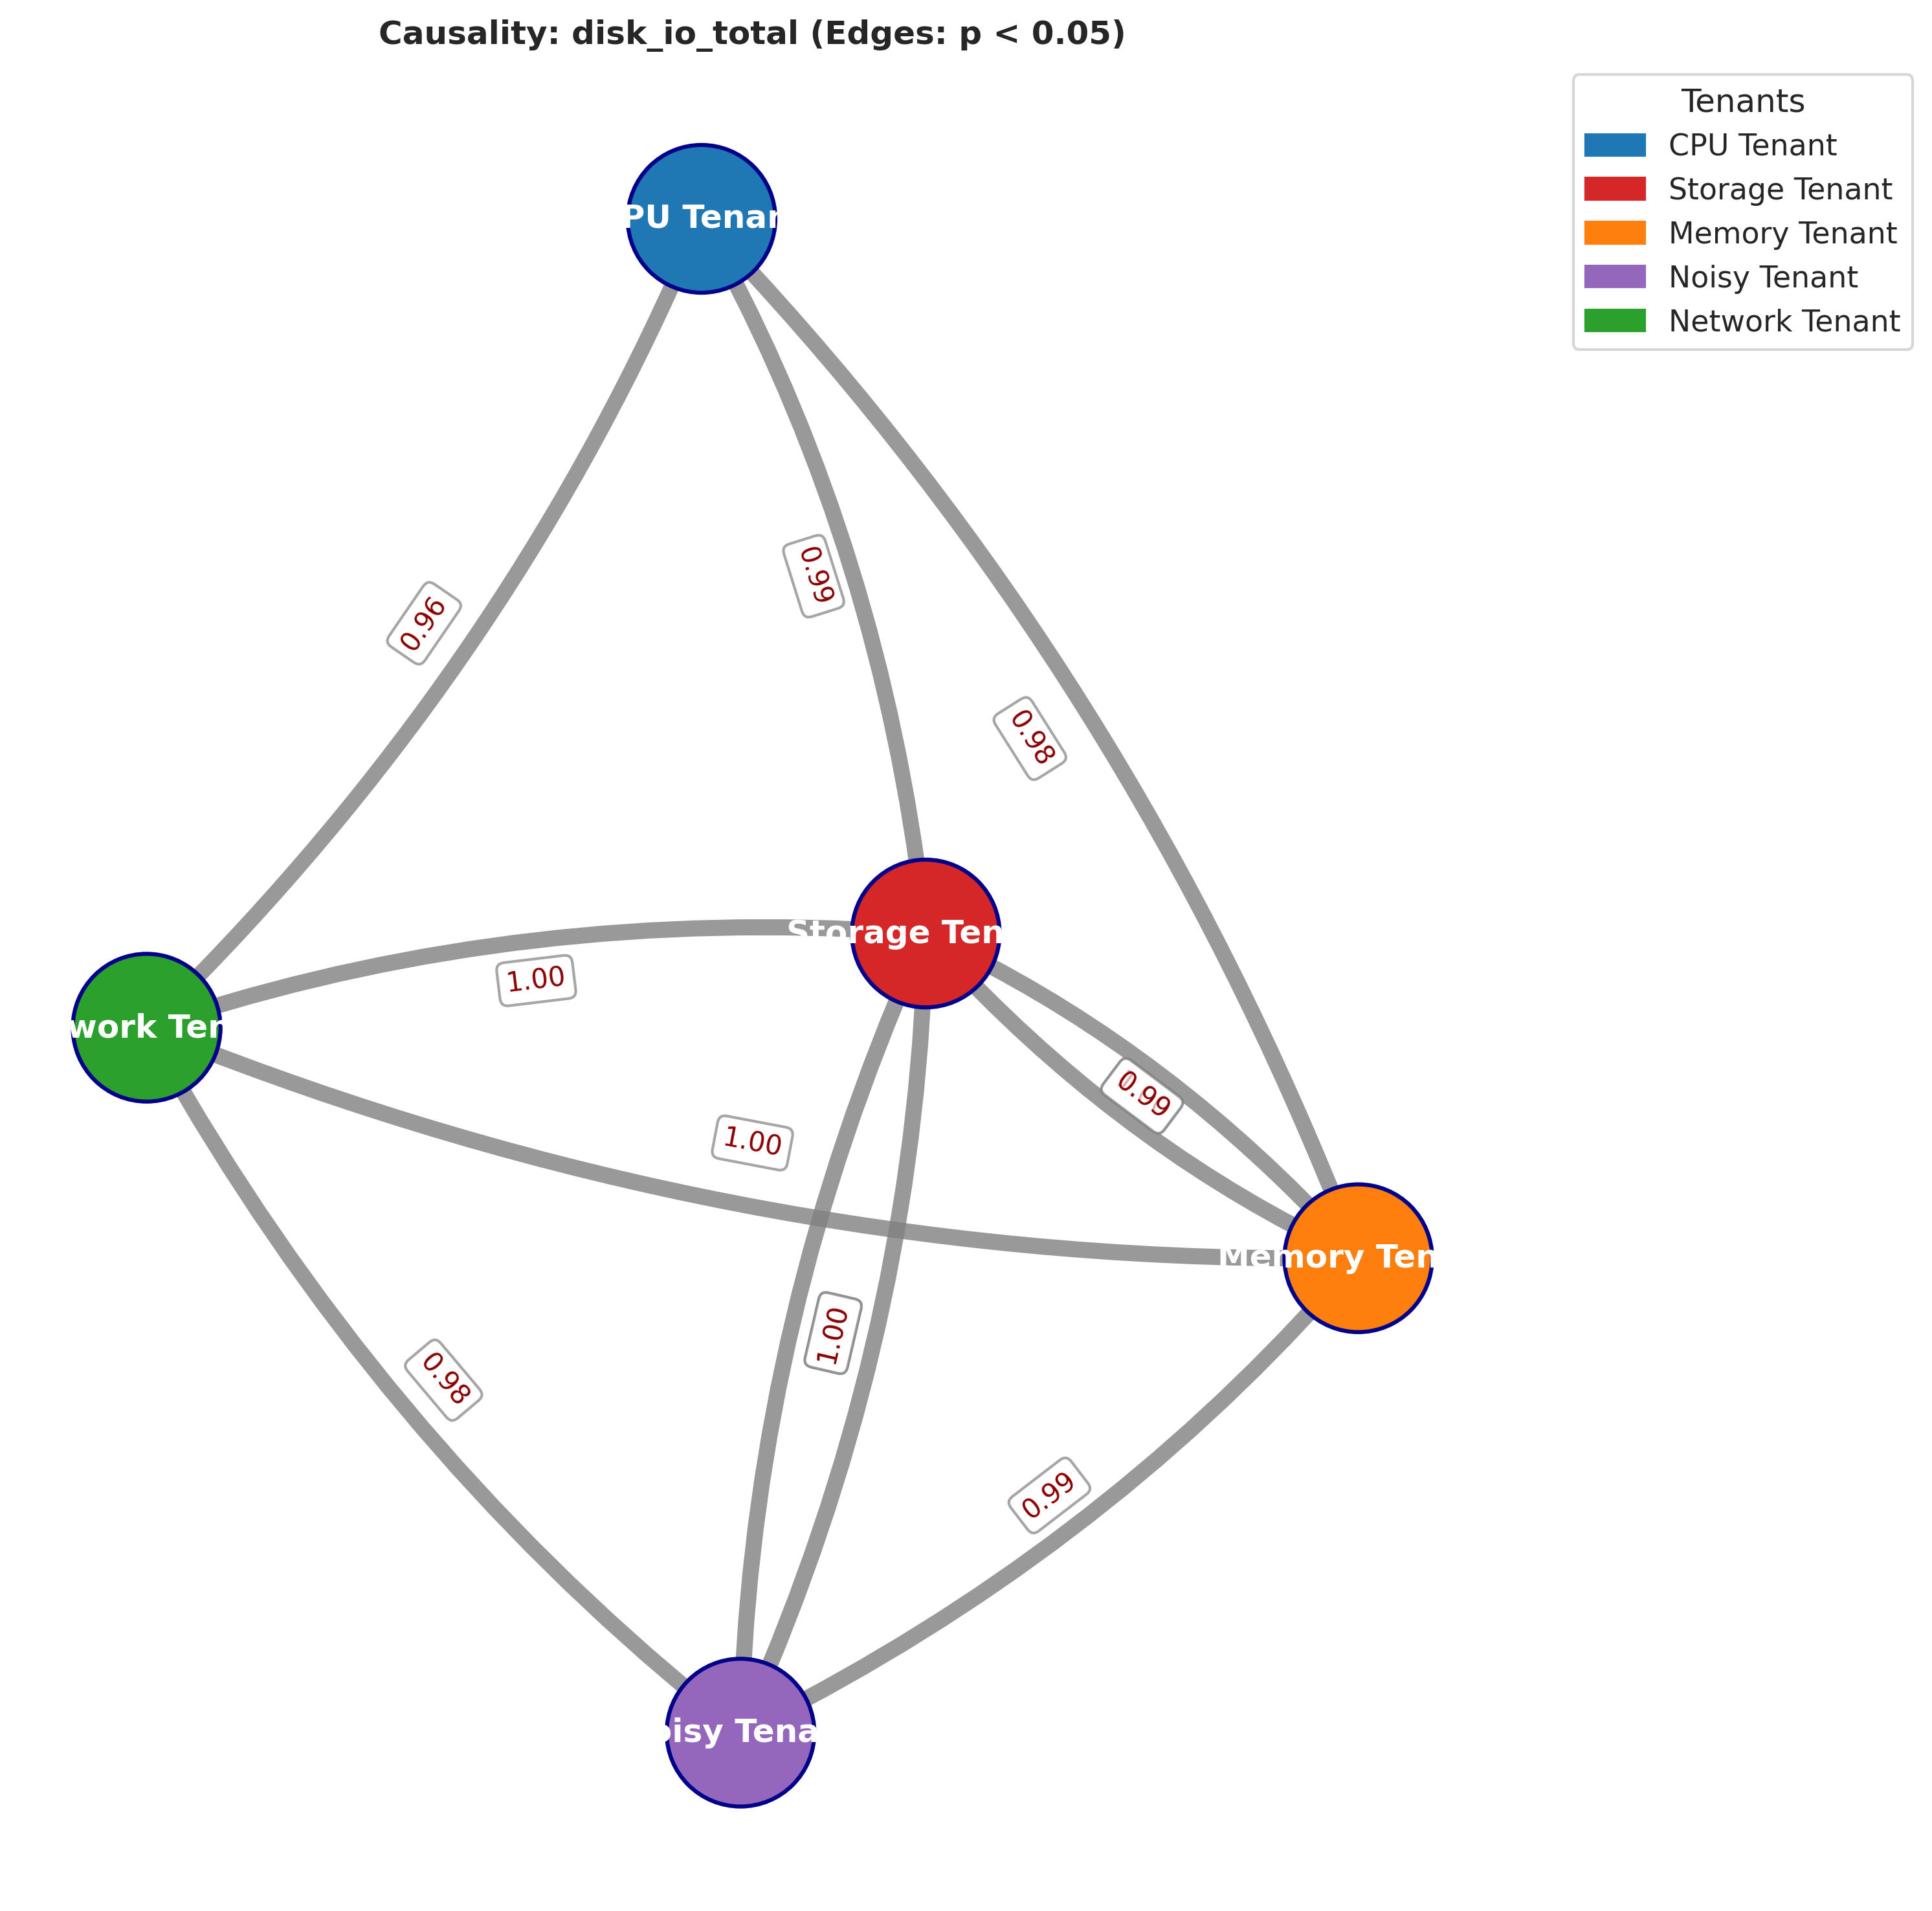 Causality: disk_io_total (Edges: p < 0.05)
Tenants
CPU Tenant
Storage Tenant
Memory Tenant
Noisy Tenant
Network Tenant
PU Tenan
0.96
0.99
0.98
Storage Ten
1.00
work Ten
0.99
1.00
Memory Ten
1.00
0.98
0.99
oisy Tena